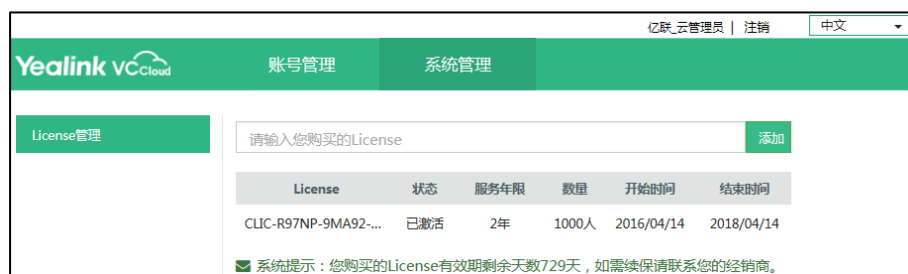 亿联_云管理员 | 注销 中文
Yealink VCCloud 账号管理 系统管理
License管理
请输入您购买的License 添加
License 状态 服务年限 数量 开始时间 结束时间
CLIC-R97NP-9MA92-... 已激活 2年 1000人 2016/04/14 2018/04/14
系统提示：您购买的License有效期剩余天数729天，如需续保请联系您的经销商。